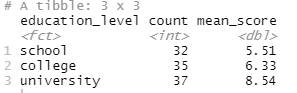 # A tibble: 3 x 3
education_level count mean_score
<fct> <int> <dbl>
1 school 32 5.51
2 college 35 6.33
3 university 37 8.54